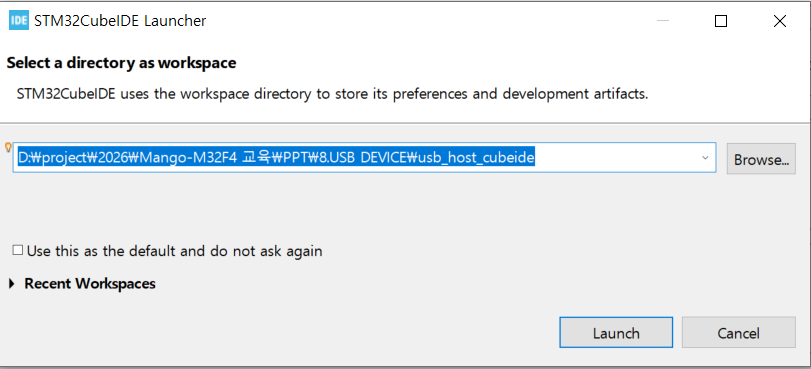 IDE STM32CubeIDE Launcher
Select a directory as workspace
STM32CubeIDE uses the workspace directory to store its preferences and development artifacts.
D:₩project₩2026₩Mango-M32F4 교육₩PPT₩8.USB DEVICE₩usb_host_cubeide
Browse...
Use this as the default and do not ask again
Recent Workspaces
Launch
Cancel